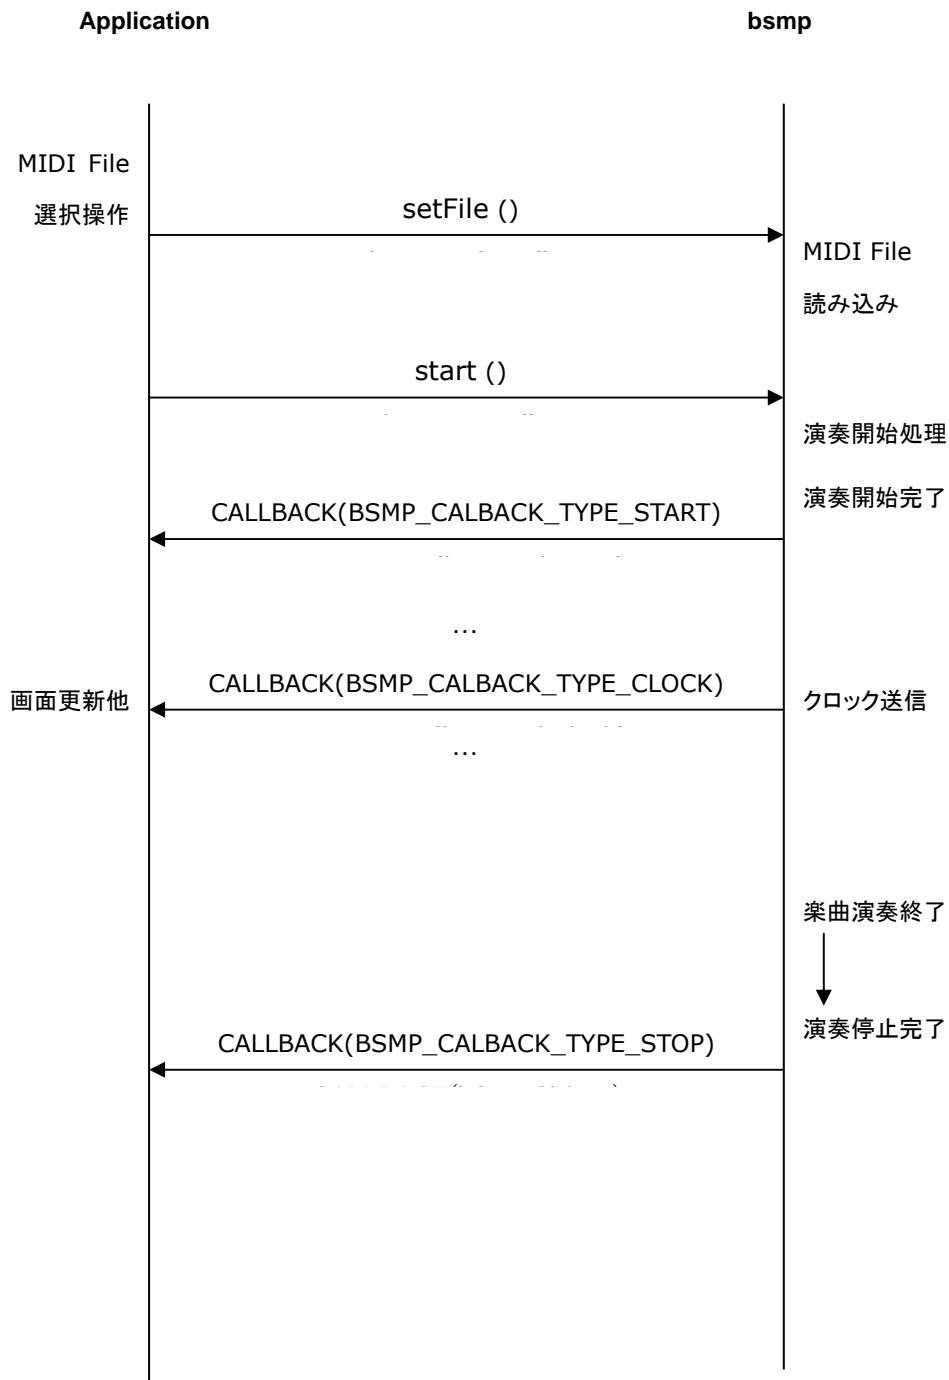 Application
bsmp
MIDI File
選択操作
setFile ()
MIDI File
読み込み
start ()
演奏開始処理
演奏開始完了
CALLBACK(BSMP_CALBACK_TYPE_START)
...
画面更新他
CALLBACK(BSMP_CALBACK_TYPE_CLOCK)
クロック送信
...
楽曲演奏終了
演奏停止完了
CALLBACK(BSMP_CALBACK_TYPE_STOP)